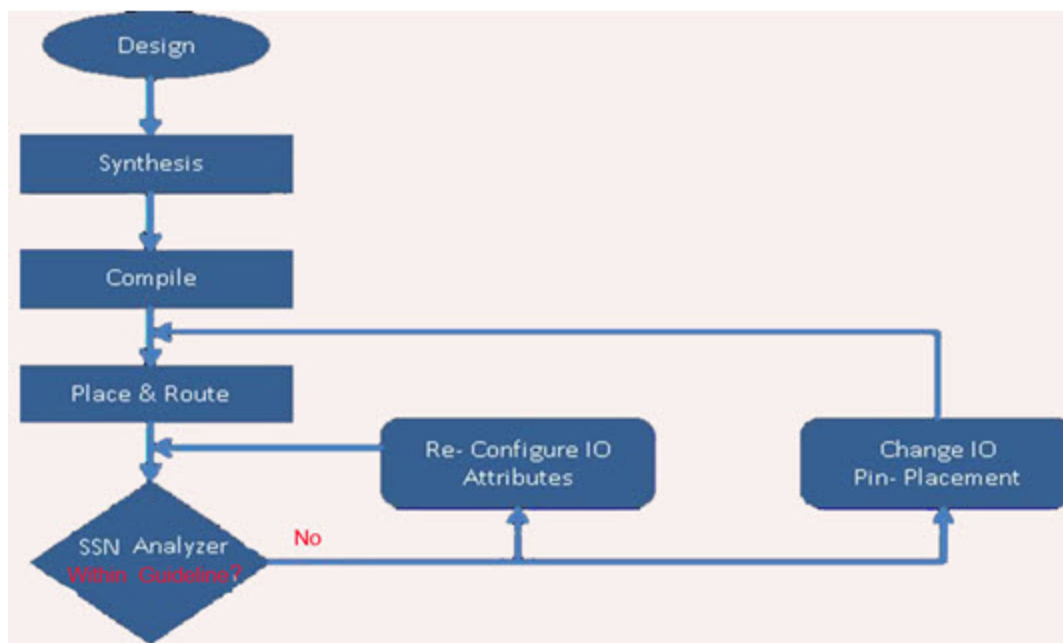 Design
Synthesis
Compile
Place & Route
Re- Configure IO
Attributes
Change IO
Pin- Placement
SSN Analyzer
Within Guideline?
No